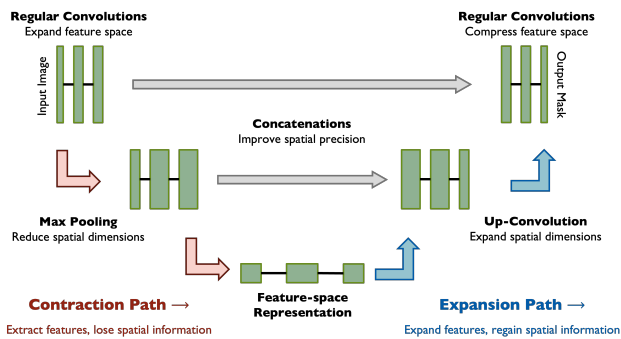 Regular Convolutions
Expand feature space
Regular Convolutions
Compress feature space
Input Image
Output Mask
Concatenations
Improve spatial precision
Max Pooling
Reduce spatial dimensions
Up-Convolution
Expand spatial dimensions
Feature-space
Representation
Contraction Path →
Extract features, lose spatial information
Expansion Path →
Expand features, regain spatial information